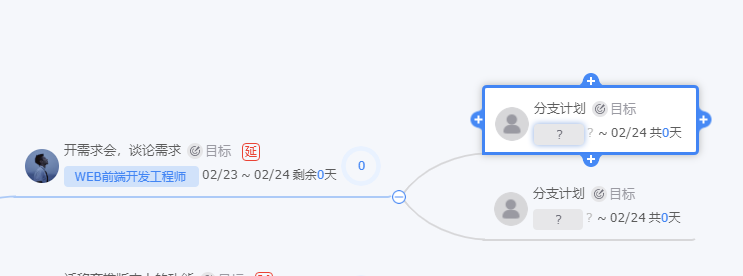 分支计划 目标
? ? ~ 02/24 共0天
开需求会，谈论需求 目标 延
WEB前端开发工程师 02/23 ~ 02/24 剩余0天 0
分支计划 目标
? ? ~ 02/24 共0天